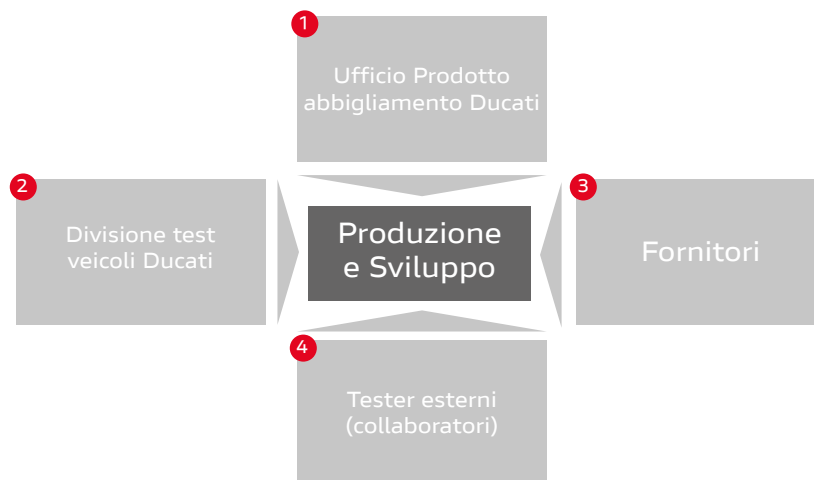 1
Ufficio Prodotto
abbigliamento Ducati
2
Divisione test
veicoli Ducati
Produzione
e Sviluppo
3
Fornitori
4
Tester esterni
(collaboratori)